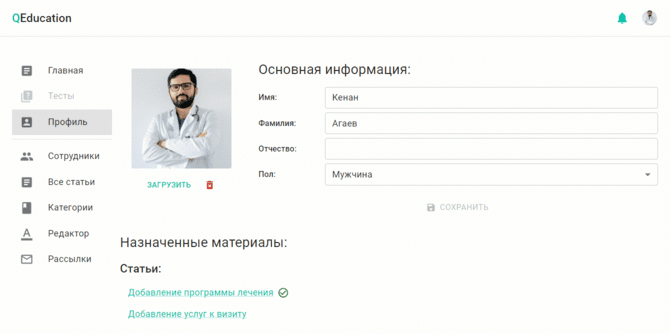 QEducation
Главная
Тесты
Профиль
Сотрудники
Все статьи
Категории
Редактор
Рассылки
ЗАГРУЗИТЬ
Основная информация:
Имя: Кенан
Фамилия: Агаев
Отчество:
Пол: Мужчина
СОХРАНИТЬ
Назначенные материалы:
Статьи:
Добавление программы лечения
Добавление услуг к визиту